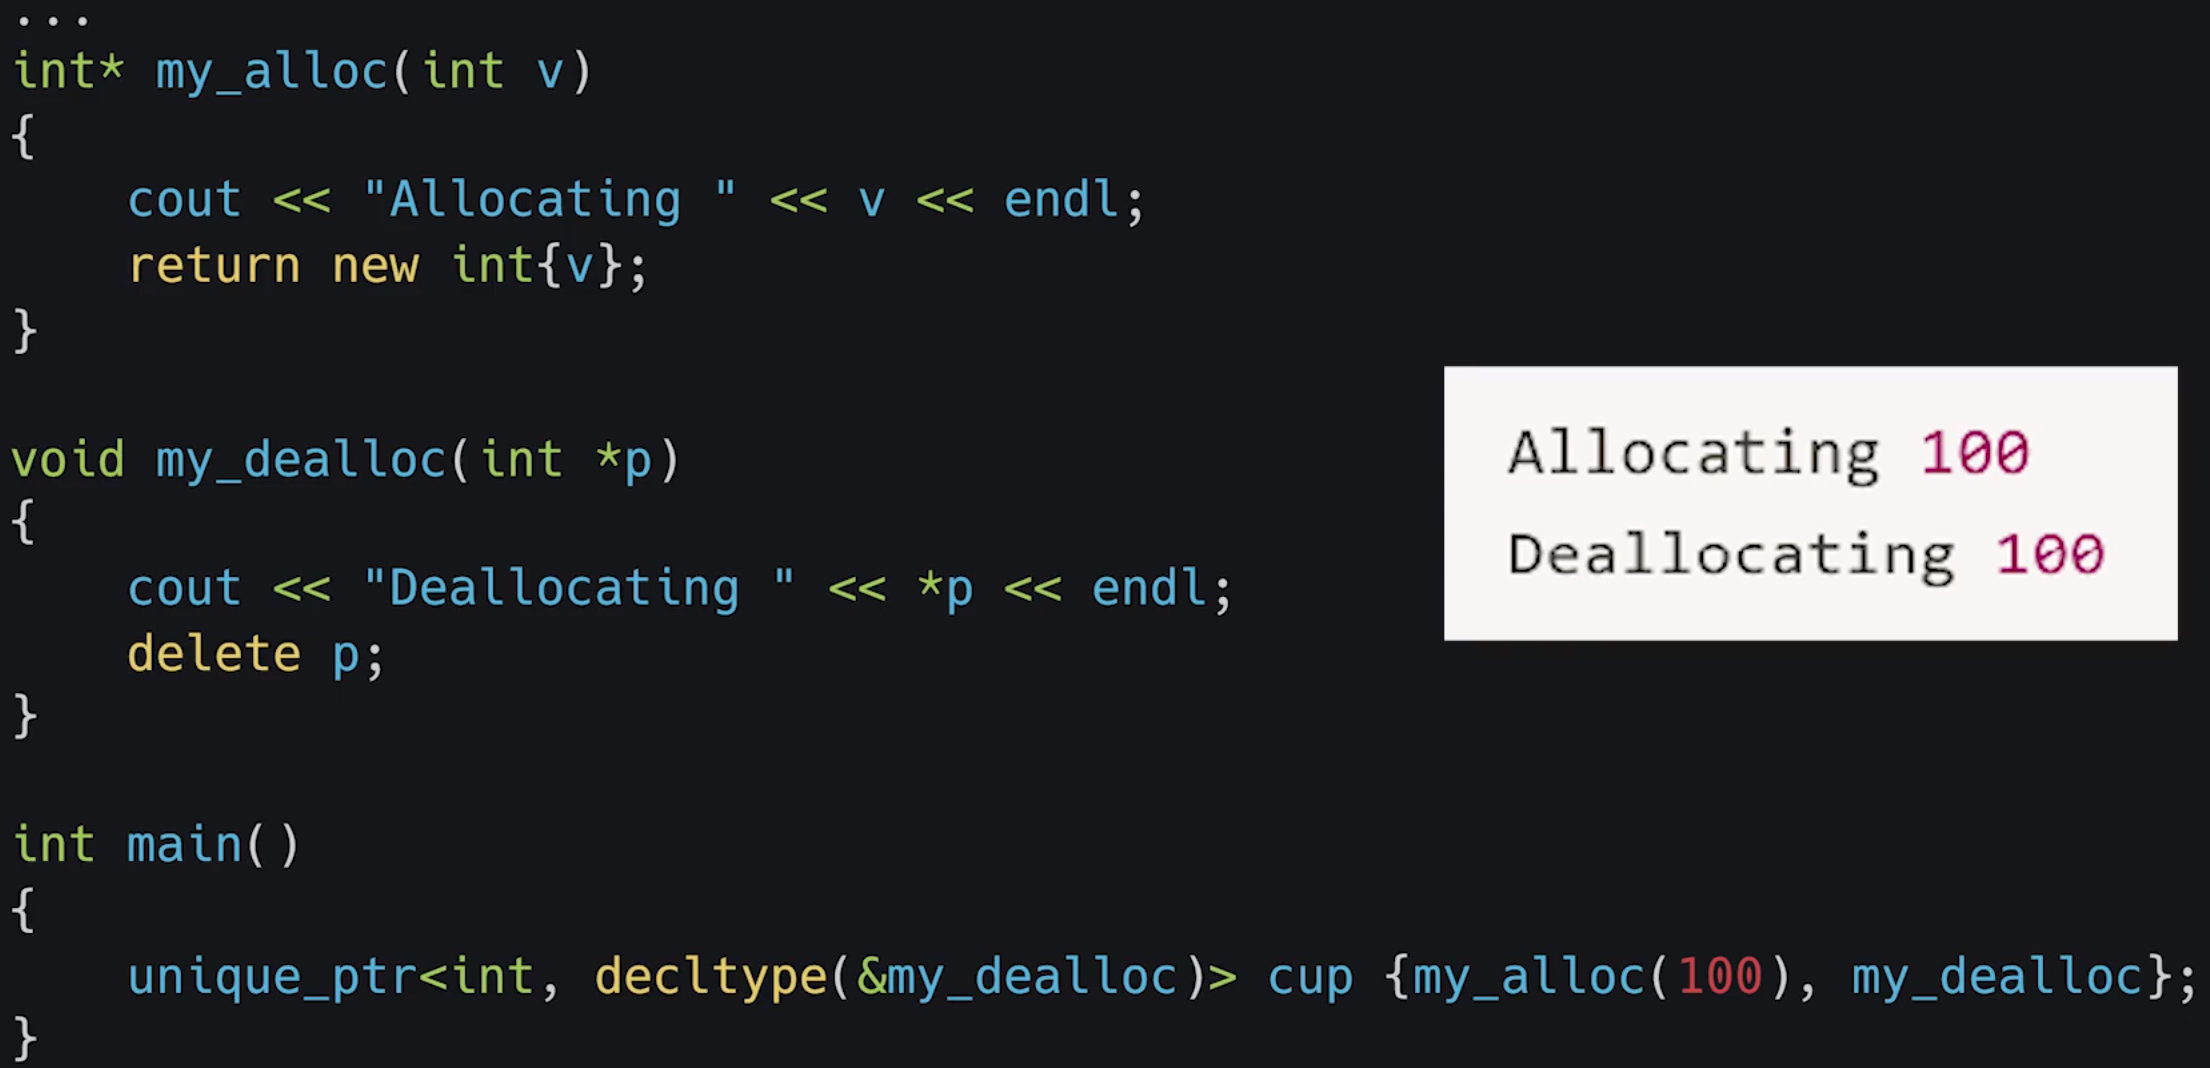 ...
int* my_alloc(int v)
{
    cout << "Allocating " << v << endl;
    return new int{v};
}

void my_dealloc(int *p)
{
    cout << "Deallocating " << *p << endl;
    delete p;
}

int main()
{
    unique_ptr<int, decltype(&my_dealloc)> cup {my_alloc(100), my_dealloc};
}
Allocating 100
Deallocating 100